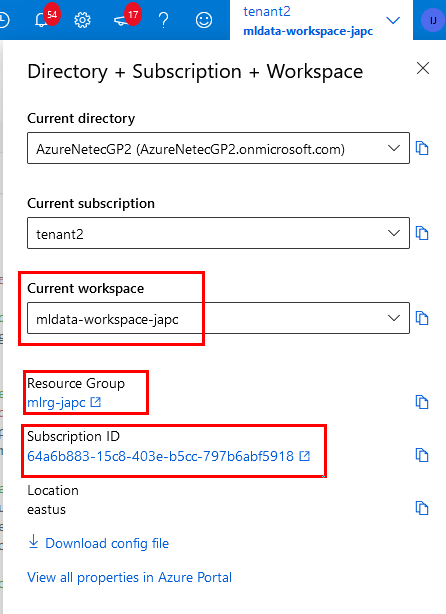 54
17
tenant2
mldata-workspace-japc
IJ
Directory + Subscription + Workspace
Current directory
AzureNetecGP2 (AzureNetecGP2.onmicrosoft.com)
Current subscription
tenant2
Current workspace
mldata-workspace-japc
Resource Group
mlrg-japc
Subscription ID
64a6b883-15c8-403e-b5cc-797b6abf5918
Location
eastus
Download config file
View all properties in Azure Portal